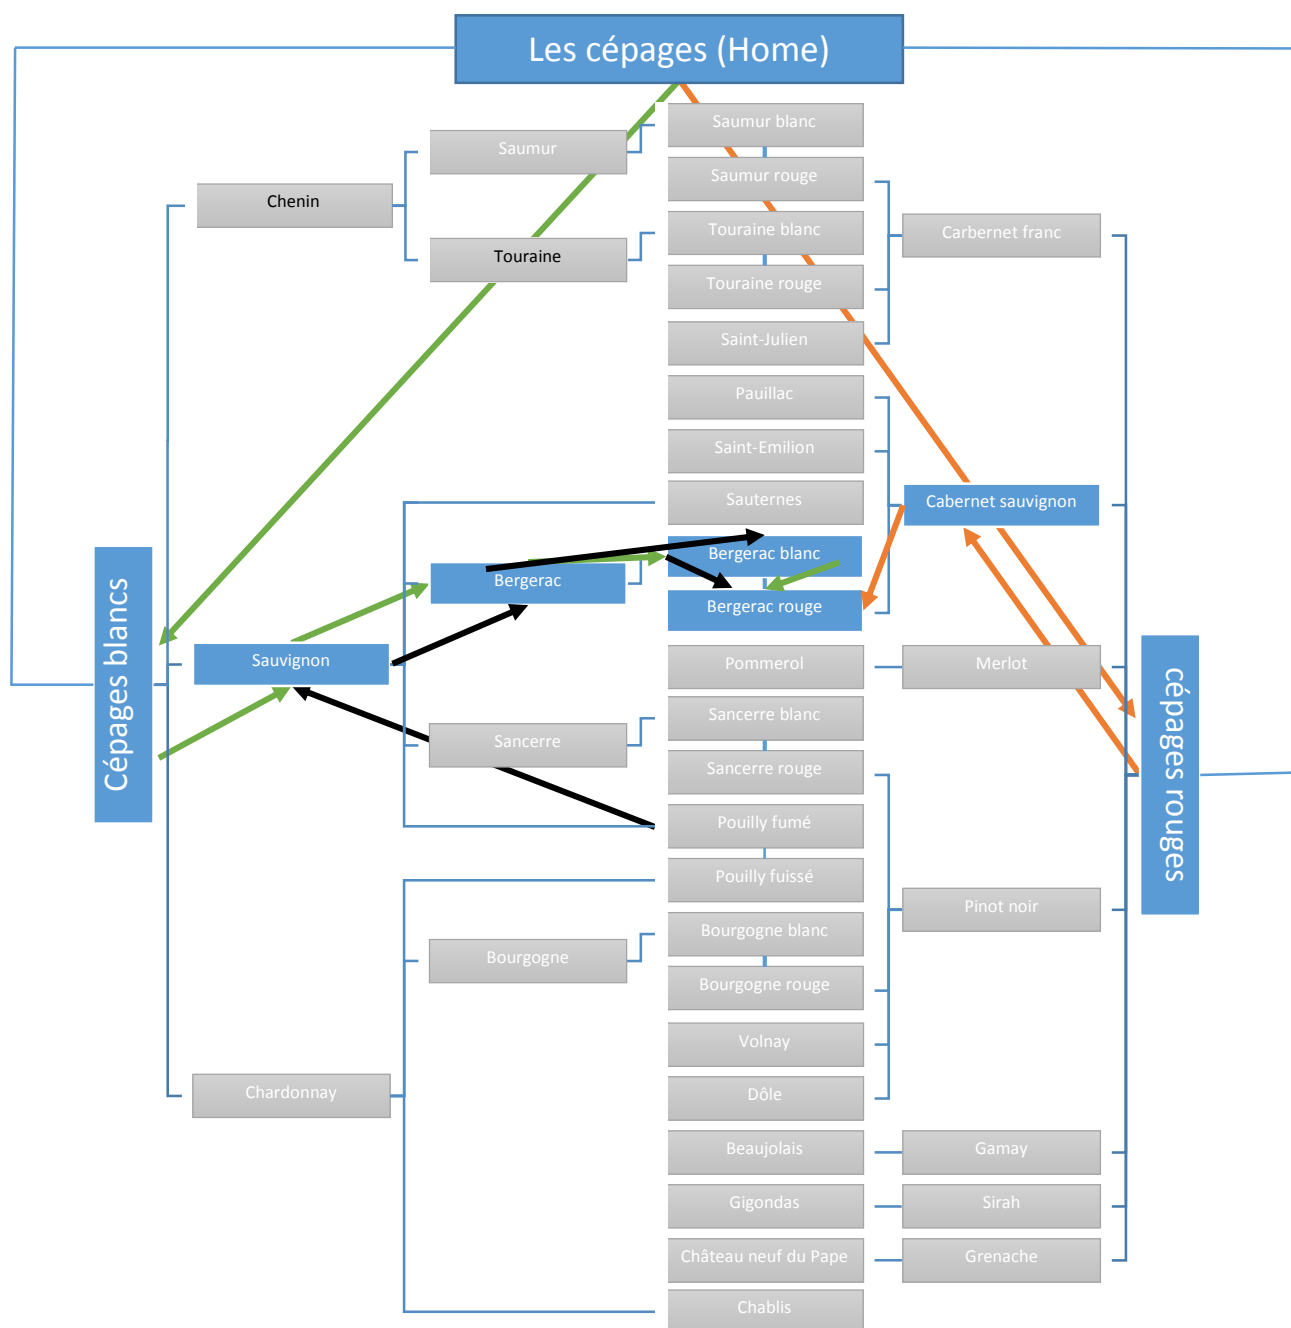 Les cépages (Home)
Saumur blanc
Saumur
Saumur rouge
Chenin
Touraine blanc
Carbernet franc
Touraine
Touraine rouge
Saint-Julien
Pauillac
Saint-Emilion
Sauternes
Cabernet sauvignon
Bergerac blanc
Bergerac
Bergerac rouge
Cépages blancs
Sauvignon
Pommerol
Merlot
Sancerre blanc
Sancerre
Sancerre rouge
cépages rouges
Pouilly fumé
Pouilly fuissé
Pinot noir
Bourgogne blanc
Bourgogne
Bourgogne rouge
Volnay
Chardonnay
Dôle
Beaujolais
Gamay
Gigondas
Sirah
Château neuf du Pape
Grenache
Chablis